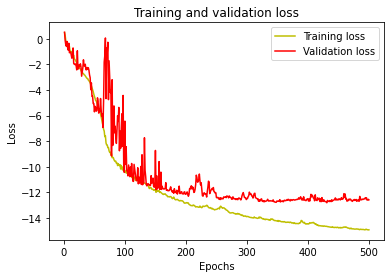 Training and validation loss
Training loss
Validation loss
0
−2
−4
−6
−8
−10
−12
−14
Loss
0
100
200
300
400
500
Epochs